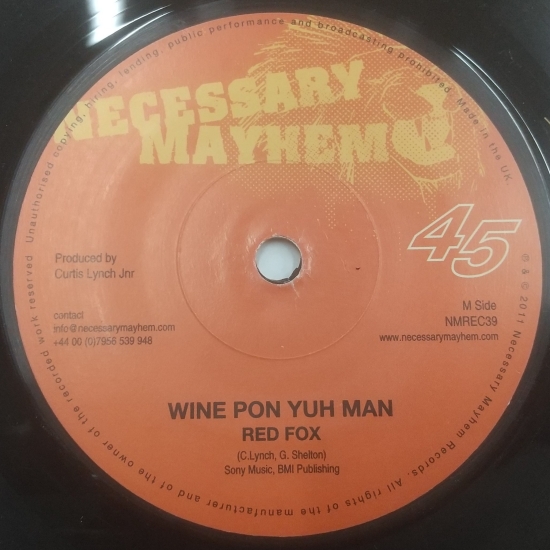 NECESSARY
MAYHEM
45
Produced by
Curtis Lynch Jnr
M Side
NMREC39
www.necessarymayhem.com
contact
info@necessarymayhem.com
+44 00 (0)7956 539 948
WINE PON YUH MAN
RED FOX
(C.Lynch, G. Shelton)
Sony Music, BMI Publishing
℗ & © 2011 Necessary Mayhem Records. All rights of the manufacturer and of the owner of the recorded work reserved. Unauthorised copying, hiring, lending, public performance and broadcasting prohibited. Made in the UK.